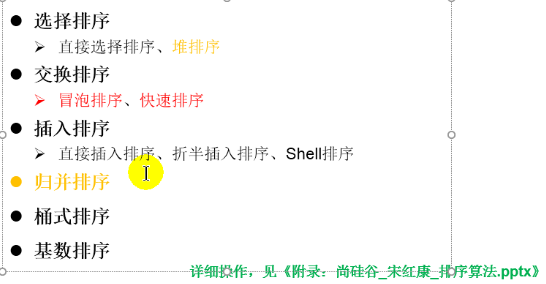 选择排序
直接选择排序、堆排序
交换排序
冒泡排序、快速排序
插入排序
直接插入排序、折半插入排序、Shell排序
归并排序
桶式排序
基数排序
详细操作，见《附录：尚硅谷_宋红康_排序算法.pptx》